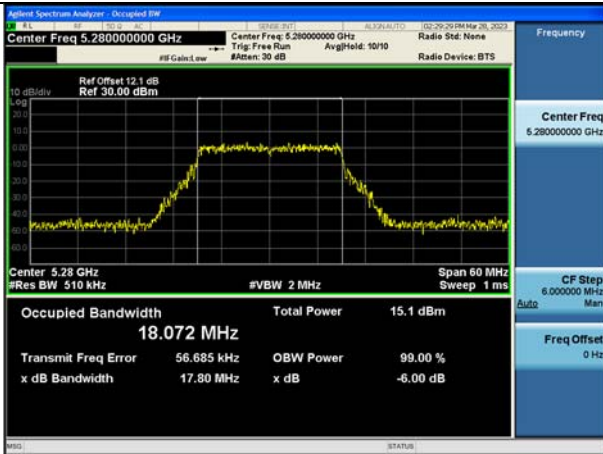 Agilent Spectrum Analyzer - Occupied BW
RL RF 50 Ω AC SENSE:INT ALIGNAUTO 02:29:29 PM Mar 28, 2023
Center Freq 5.280000000 GHz
Center Freq: 5.280000000 GHz
Radio Std: None
Trig: Free Run Avg|Hold: 10/10
#IFGain:Low #Atten: 30 dB Radio Device: BTS
Frequency
Ref Offset 12.1 dB
10 dB/div Ref 30.00 dBm
Log
20.0
10.0
0.00
-10.0
-20.0
-30.0
-40.0
-50.0
-60.0
Center Freq
5.280000000 GHz
Center 5.28 GHz Span 60 MHz
#Res BW 510 kHz #VBW 2 MHz Sweep 1 ms
CF Step
6.000000 MHz
Auto Man
Occupied Bandwidth Total Power 15.1 dBm
18.072 MHz
Transmit Freq Error 56.685 kHz OBW Power 99.00 %
x dB Bandwidth 17.80 MHz x dB -6.00 dB
Freq Offset
0 Hz
MSG STATUS